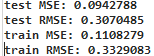 test MSE: 0.0942788
test RMSE: 0.3070485
train MSE: 0.1108279
train RMSE: 0.3329083